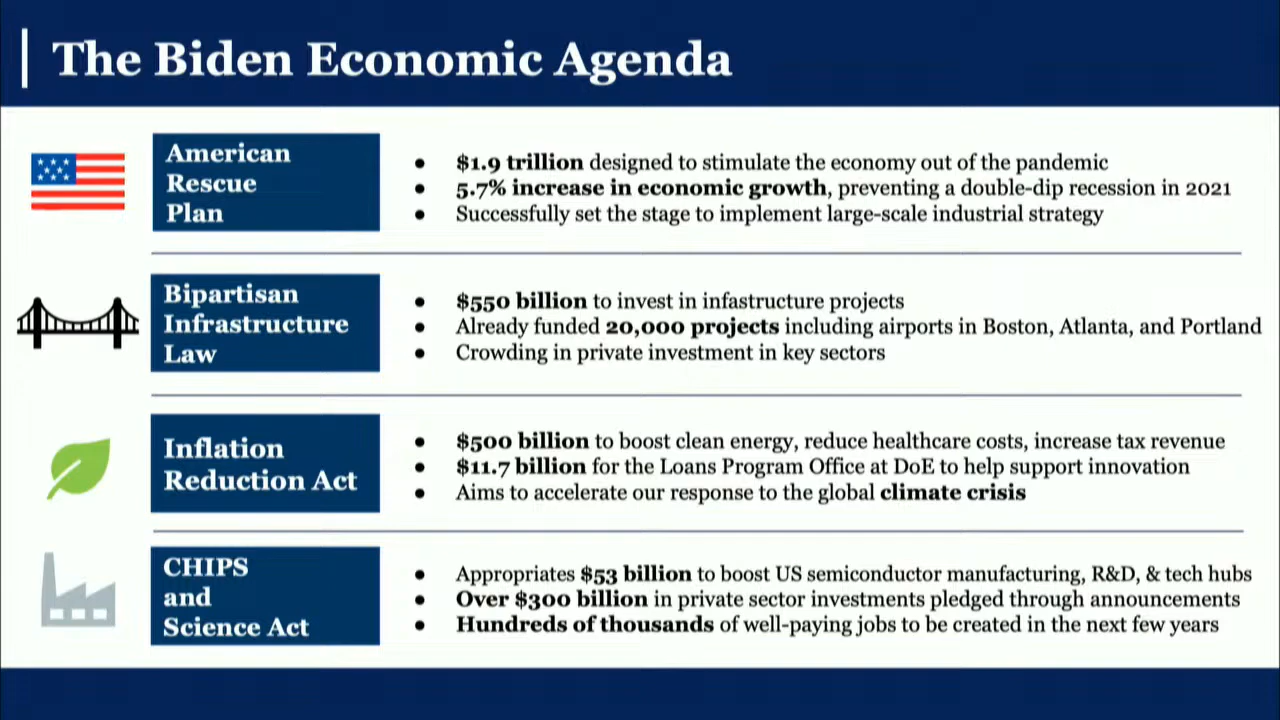 The Biden Economic Agenda
American
Rescue
Plan
● $1.9 trillion designed to stimulate the economy out of the pandemic
● 5.7% increase in economic growth, preventing a double-dip recession in 2021
● Successfully set the stage to implement large-scale industrial strategy
Bipartisan
Infrastructure
Law
● $550 billion to invest in infastructure projects
● Already funded 20,000 projects including airports in Boston, Atlanta, and Portland
● Crowding in private investment in key sectors
Inflation
Reduction Act
● $500 billion to boost clean energy, reduce healthcare costs, increase tax revenue
● $11.7 billion for the Loans Program Office at DoE to help support innovation
● Aims to accelerate our response to the global climate crisis
CHIPS
and
Science Act
● Appropriates $53 billion to boost US semiconductor manufacturing, R&D, & tech hubs
● Over $300 billion in private sector investments pledged through announcements
● Hundreds of thousands of well-paying jobs to be created in the next few years